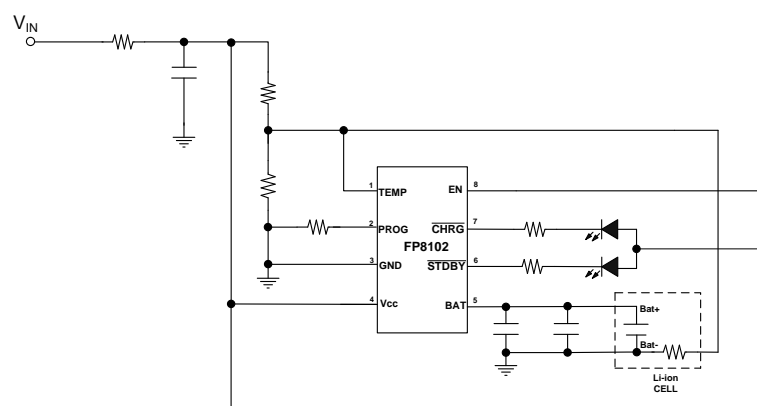 VIN
1
TEMP
EN
8
2
PROG
CHRG
7
FP8102
3
GND
STDBY
6
4
Vcc
BAT
5
Bat+
Bat-
Li-ion
CELL